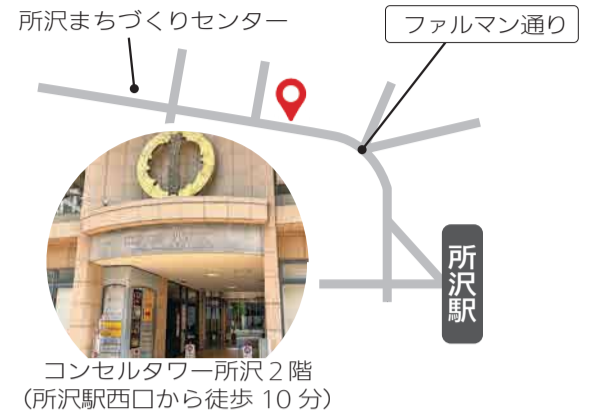 所沢まちづくりセンター
ファルマン通り
所沢駅
コンセルタワー所沢2階
（所沢駅西口から徒歩 10 分）